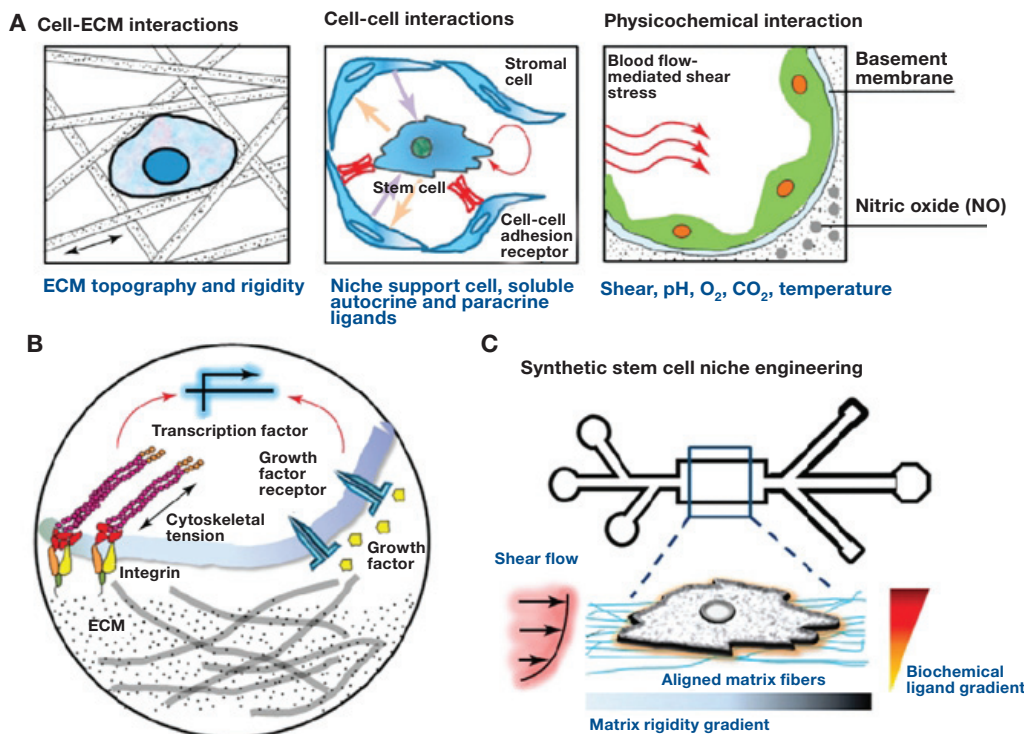 A
Cell-ECM interactions
ECM topography and rigidity
Cell-cell interactions
Stromal
cell
Stem cell
Cell-cell
adhesion
receptor
Niche support cell, soluble
autocrine and paracrine
ligands
Physicochemical interaction
Blood flow-
mediated shear
stress
Basement
membrane
Nitric oxide (NO)
Shear, pH, O₂, CO₂, temperature
B
Transcription factor
Growth
factor
receptor
Cytoskeletal
tension
Growth
factor
Integrin
ECM
C
Synthetic stem cell niche engineering
Shear flow
Aligned matrix fibers
Biochemical
ligand gradient
Matrix rigidity gradient